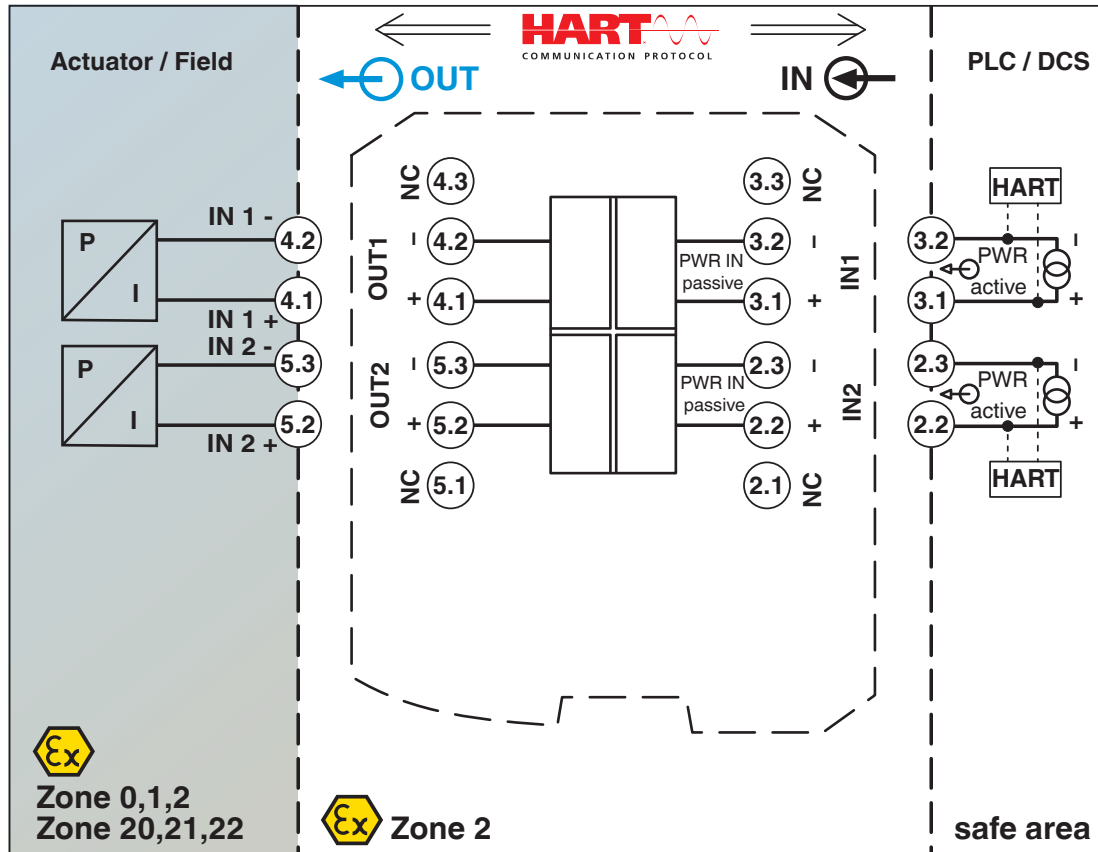 HART
COMMUNICATION PROTOCOL
Actuator / Field
OUT
IN
PLC / DCS
NC
4.3
3.3
NC
HART
IN 1 -
4.2
OUT1
-
4.2
3.2
-
IN1
3.2
-
PWR IN
passive
PWR
active
P
I
4.1
+
4.1
3.1
+
3.1
+
IN 1 +
IN 2 -
5.3
OUT2
-
5.3
2.3
-
IN2
2.3
-
PWR IN
passive
PWR
active
P
I
5.2
+
5.2
2.2
+
2.2
+
IN 2 +
NC
5.1
2.1
NC
HART
Ex
Zone 0,1,2
Zone 20,21,22
Ex
Zone 2
safe area